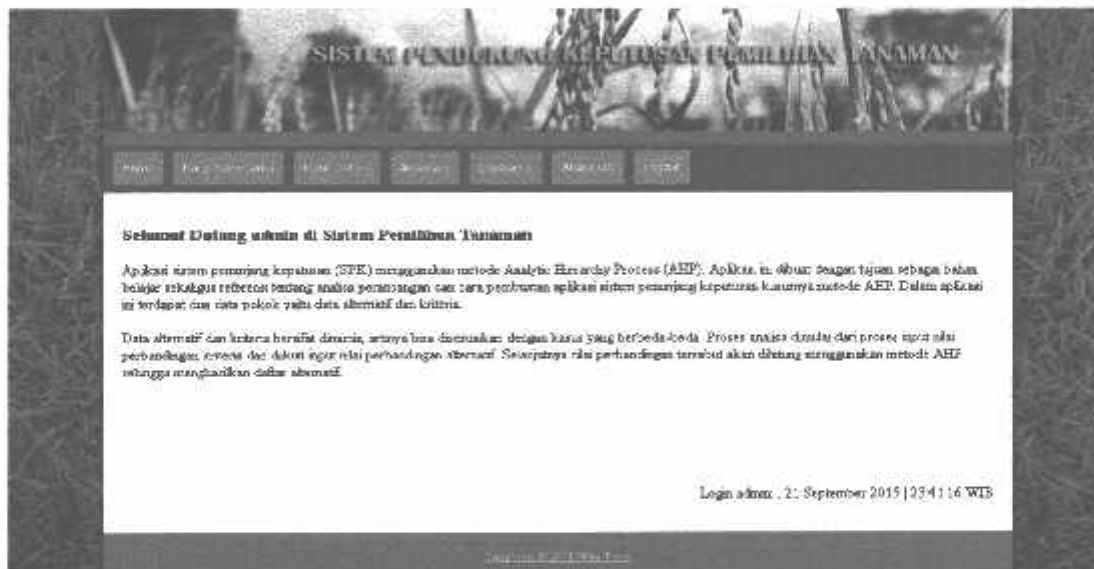 SISTEM PENDUKUNG KEPUTUSAN PEMILIHAN TANAMAN
Selamat Datang admin di Sistem Pemilihan Tanaman
Aplikasi sistem penunjang keputusan (SPK) menggunakan metode Analytic Hierarchy Process (AHP). Aplikasi ini dibuat dengan tujuan sebagai bahan
belajar sekaligus referensi tentang analisa perancangan dan cara pembuatan aplikasi sistem penunjang keputusan khususnya metode AHP. Dalam aplikasi
ini terdapat dua data pokok yaitu data alternatif dan kriteria.
Data alternatif dan kriteria bersifat dinamis, artinya bisa disesuaikan dengan kasus yang berbeda-beda. Proses analisa dimulai dari proses input nilai
perbandingan kriteria dan diikuti input nilai perbandingan alternatif. Selanjutnya nilai perbandingan tersebut akan dihitung menggunakan metode AHP
sehingga menghasilkan daftar alternatif.
Login admin , 21 September 2015 | 23:41:16 WIB